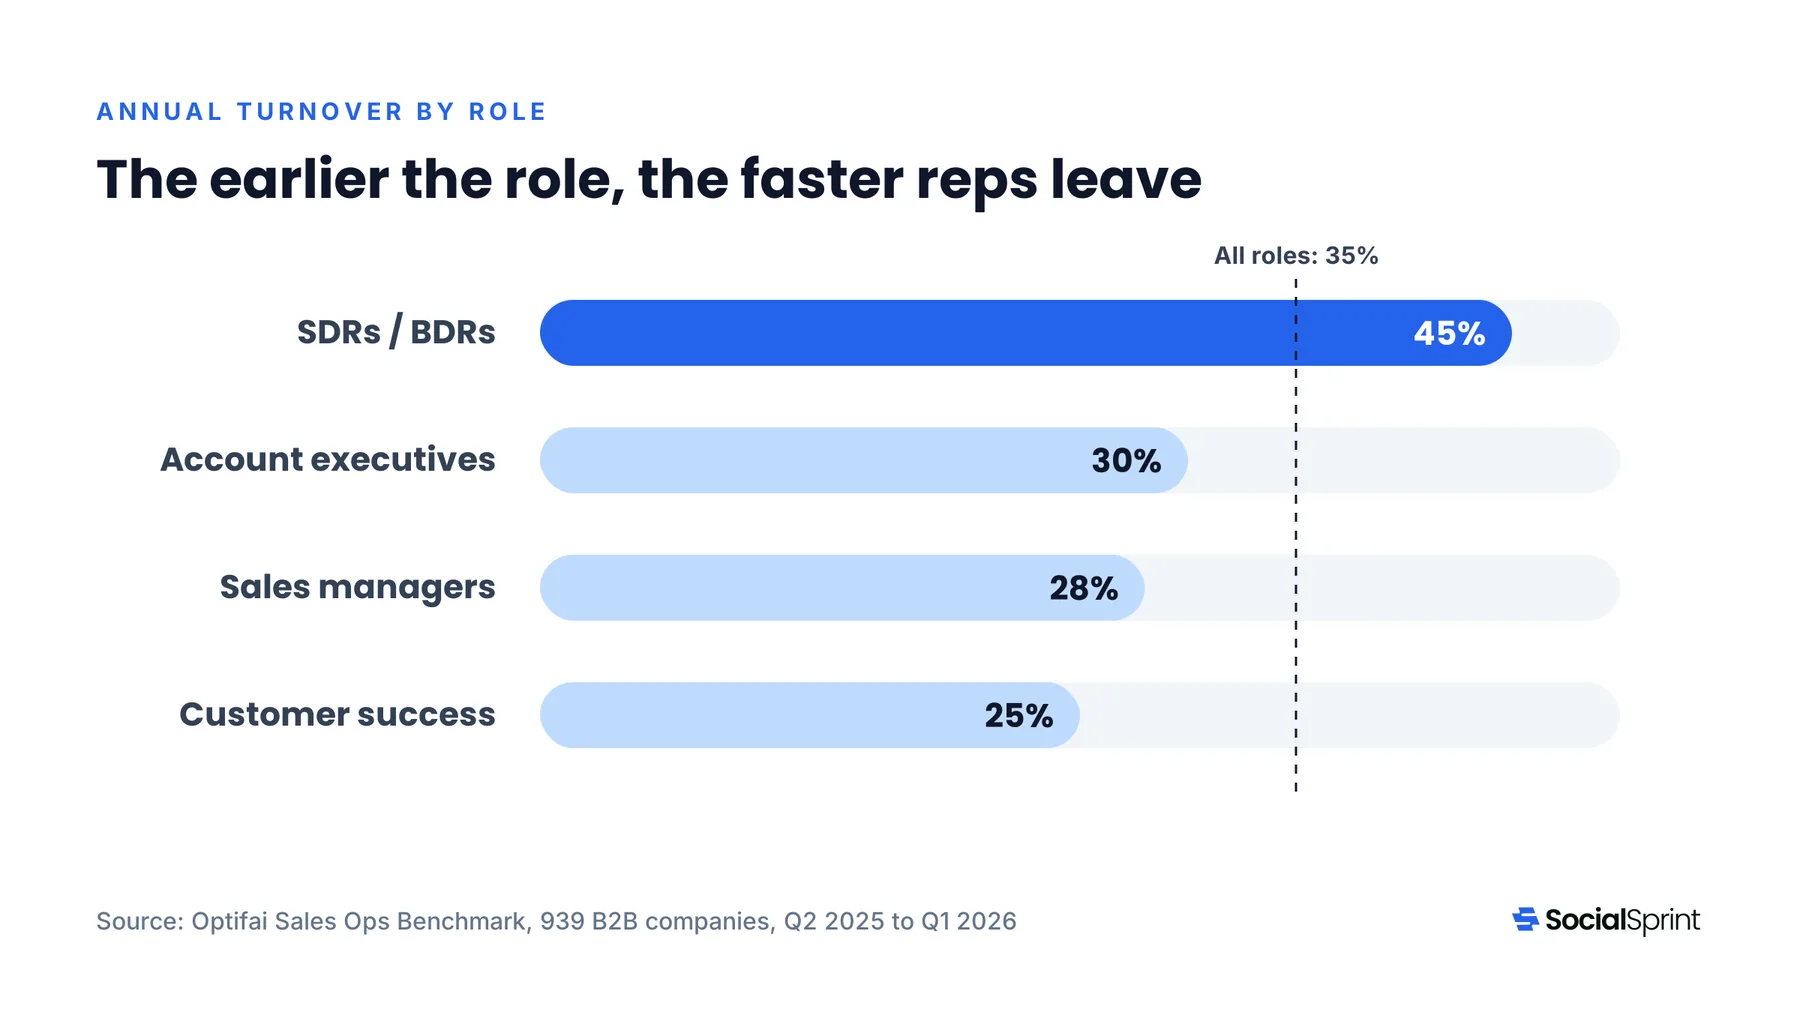 ANNUAL TURNOVER BY ROLE
The earlier the role, the faster reps leave
All roles: 35%
SDRs / BDRs
45%
Account executives
30%
Sales managers
28%
Customer success
25%
Source: Optifai Sales Ops Benchmark, 939 B2B companies, Q2 2025 to Q1 2026
SocialSprint